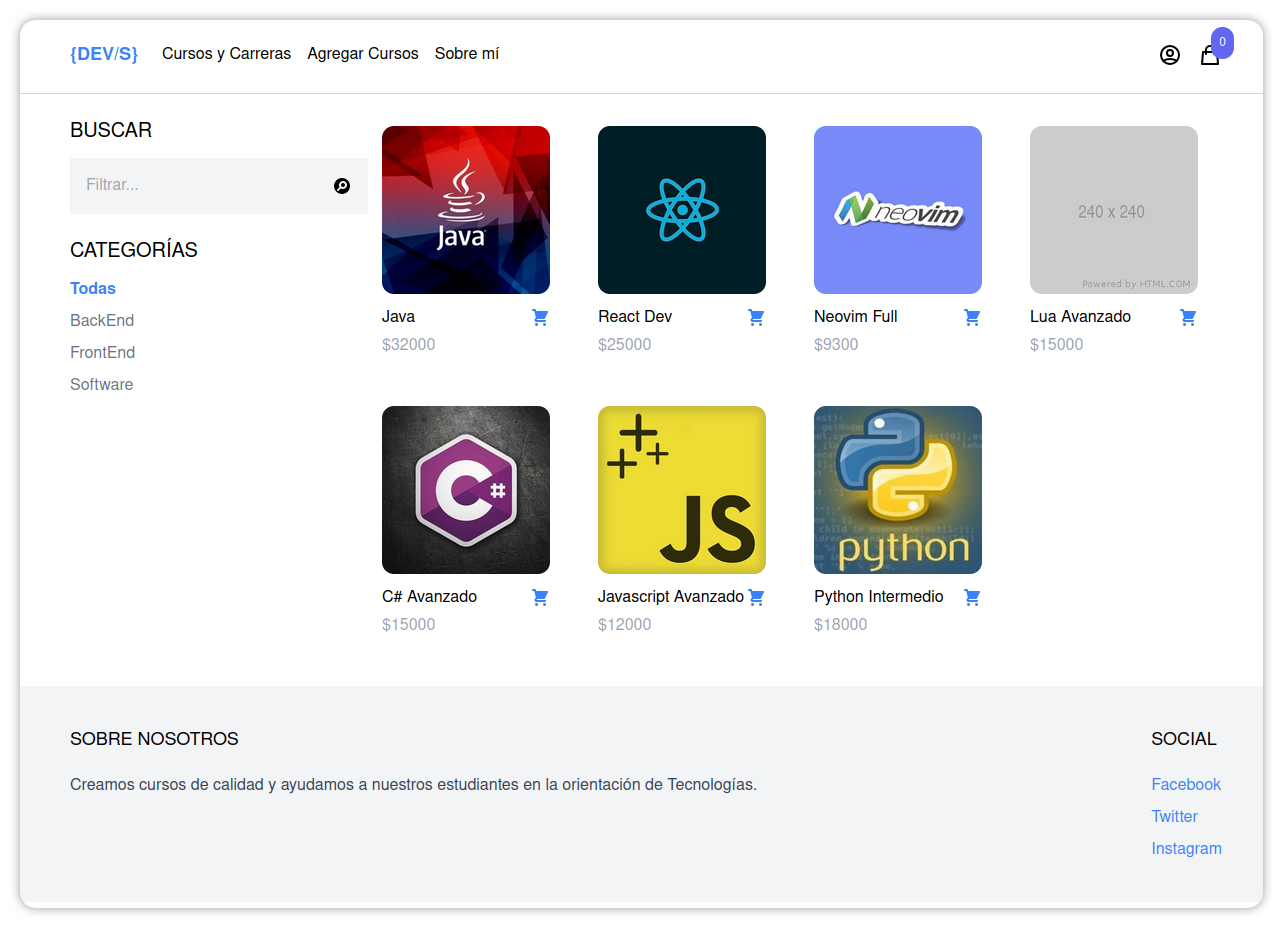 {DEV/S} Cursos y Carreras Agregar Cursos Sobre mí 0
BUSCAR
Filtrar...
CATEGORÍAS
Todas
BackEnd
FrontEnd
Software
Java
neovim
240 x 240
Powered by HTML.COM
Java React Dev Neovim Full Lua Avanzado
$32000 $25000 $9300 $15000
C#
JS
python
C# Avanzado Javascript Avanzado Python Intermedio
$15000 $12000 $18000
SOBRE NOSOTROS
Creamos cursos de calidad y ayudamos a nuestros estudiantes en la orientación de Tecnologías.
SOCIAL
Facebook
Twitter
Instagram